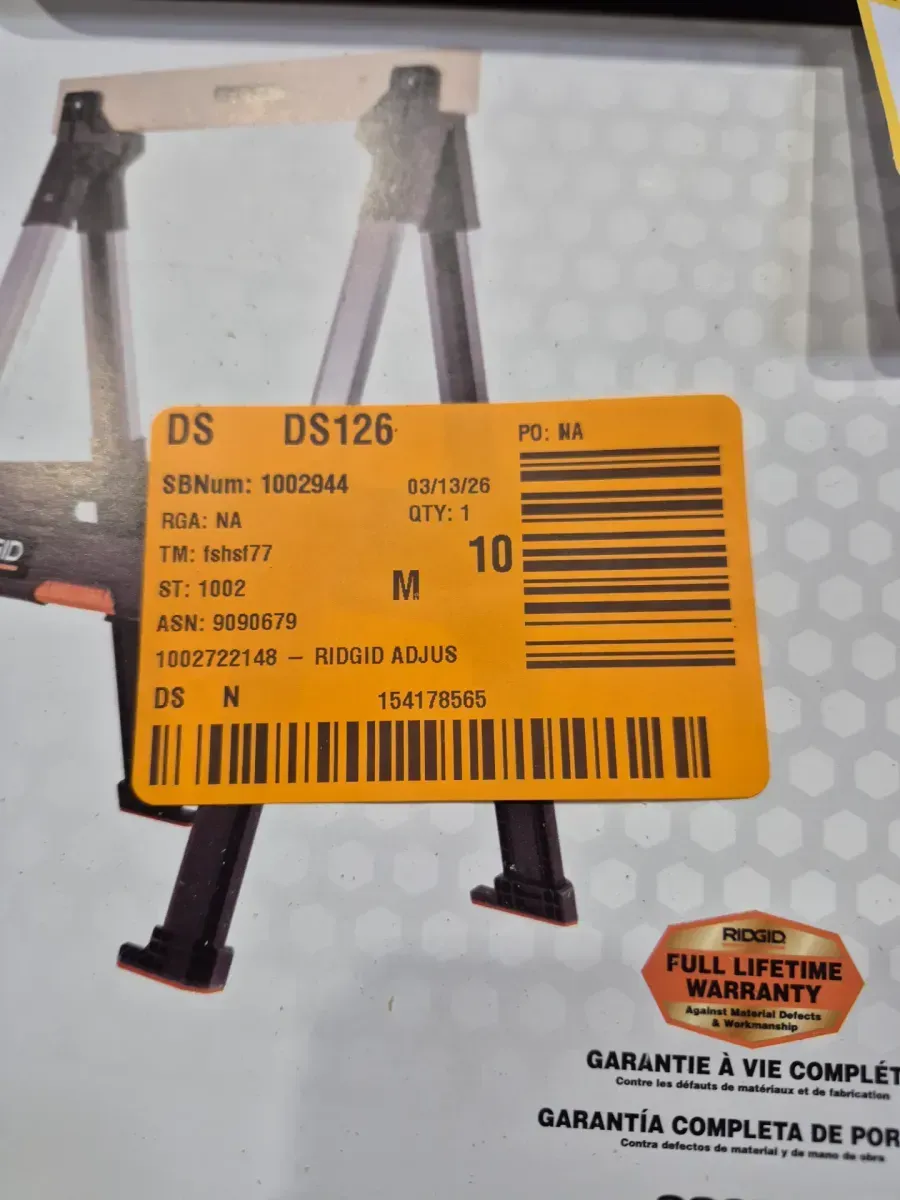 DS DS126
PO: NA
SBNum: 1002944 03/13/26
RGA: NA QTY: 1
TM: fshsf77 10
ST: 1002 M
ASN: 9090679
1002722148 – RIDGID ADJUS
DS N 154178565
RIDGID
FULL LIFETIME
WARRANTY
Against Material Defects
& Workmanship
GARANTIE À VIE COMPLÉT
Contre les défauts de matériaux et de fabrication
GARANTÍA COMPLETA DE POR
Contra defectos de material y de mano de obra